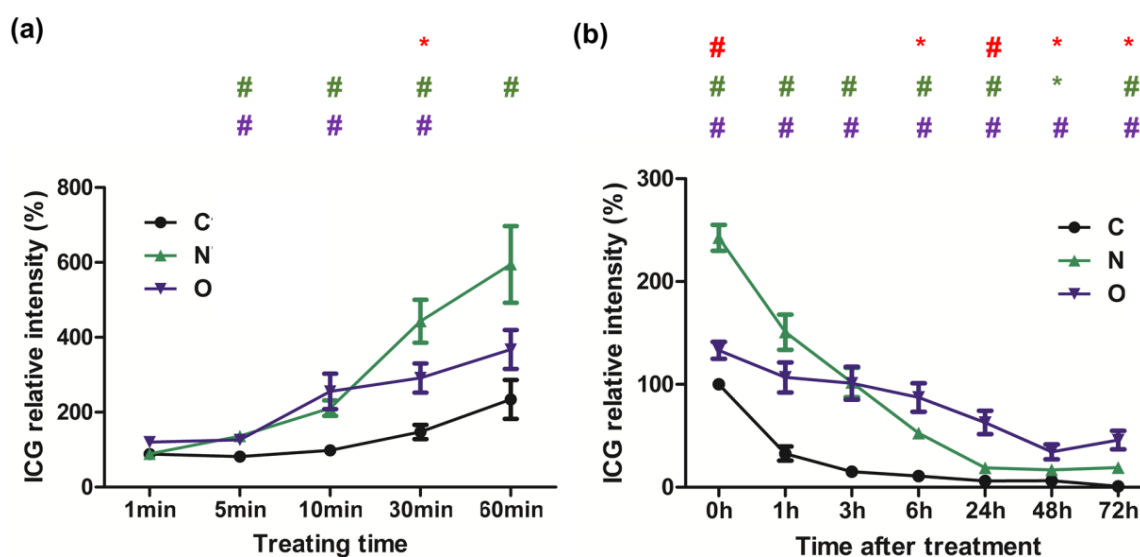 (a)
*
# # # #
# # #
ICG relative intensity (%)
800
600
400
200
0
C
N
O
1min 5min 10min 30min 60min
Treating time
(b)
# * # * *
# # # # # * #
# # # # # # #
ICG relative intensity (%)
300
200
100
0
C
N
O
0h 1h 3h 6h 24h 48h 72h
Time after treatment